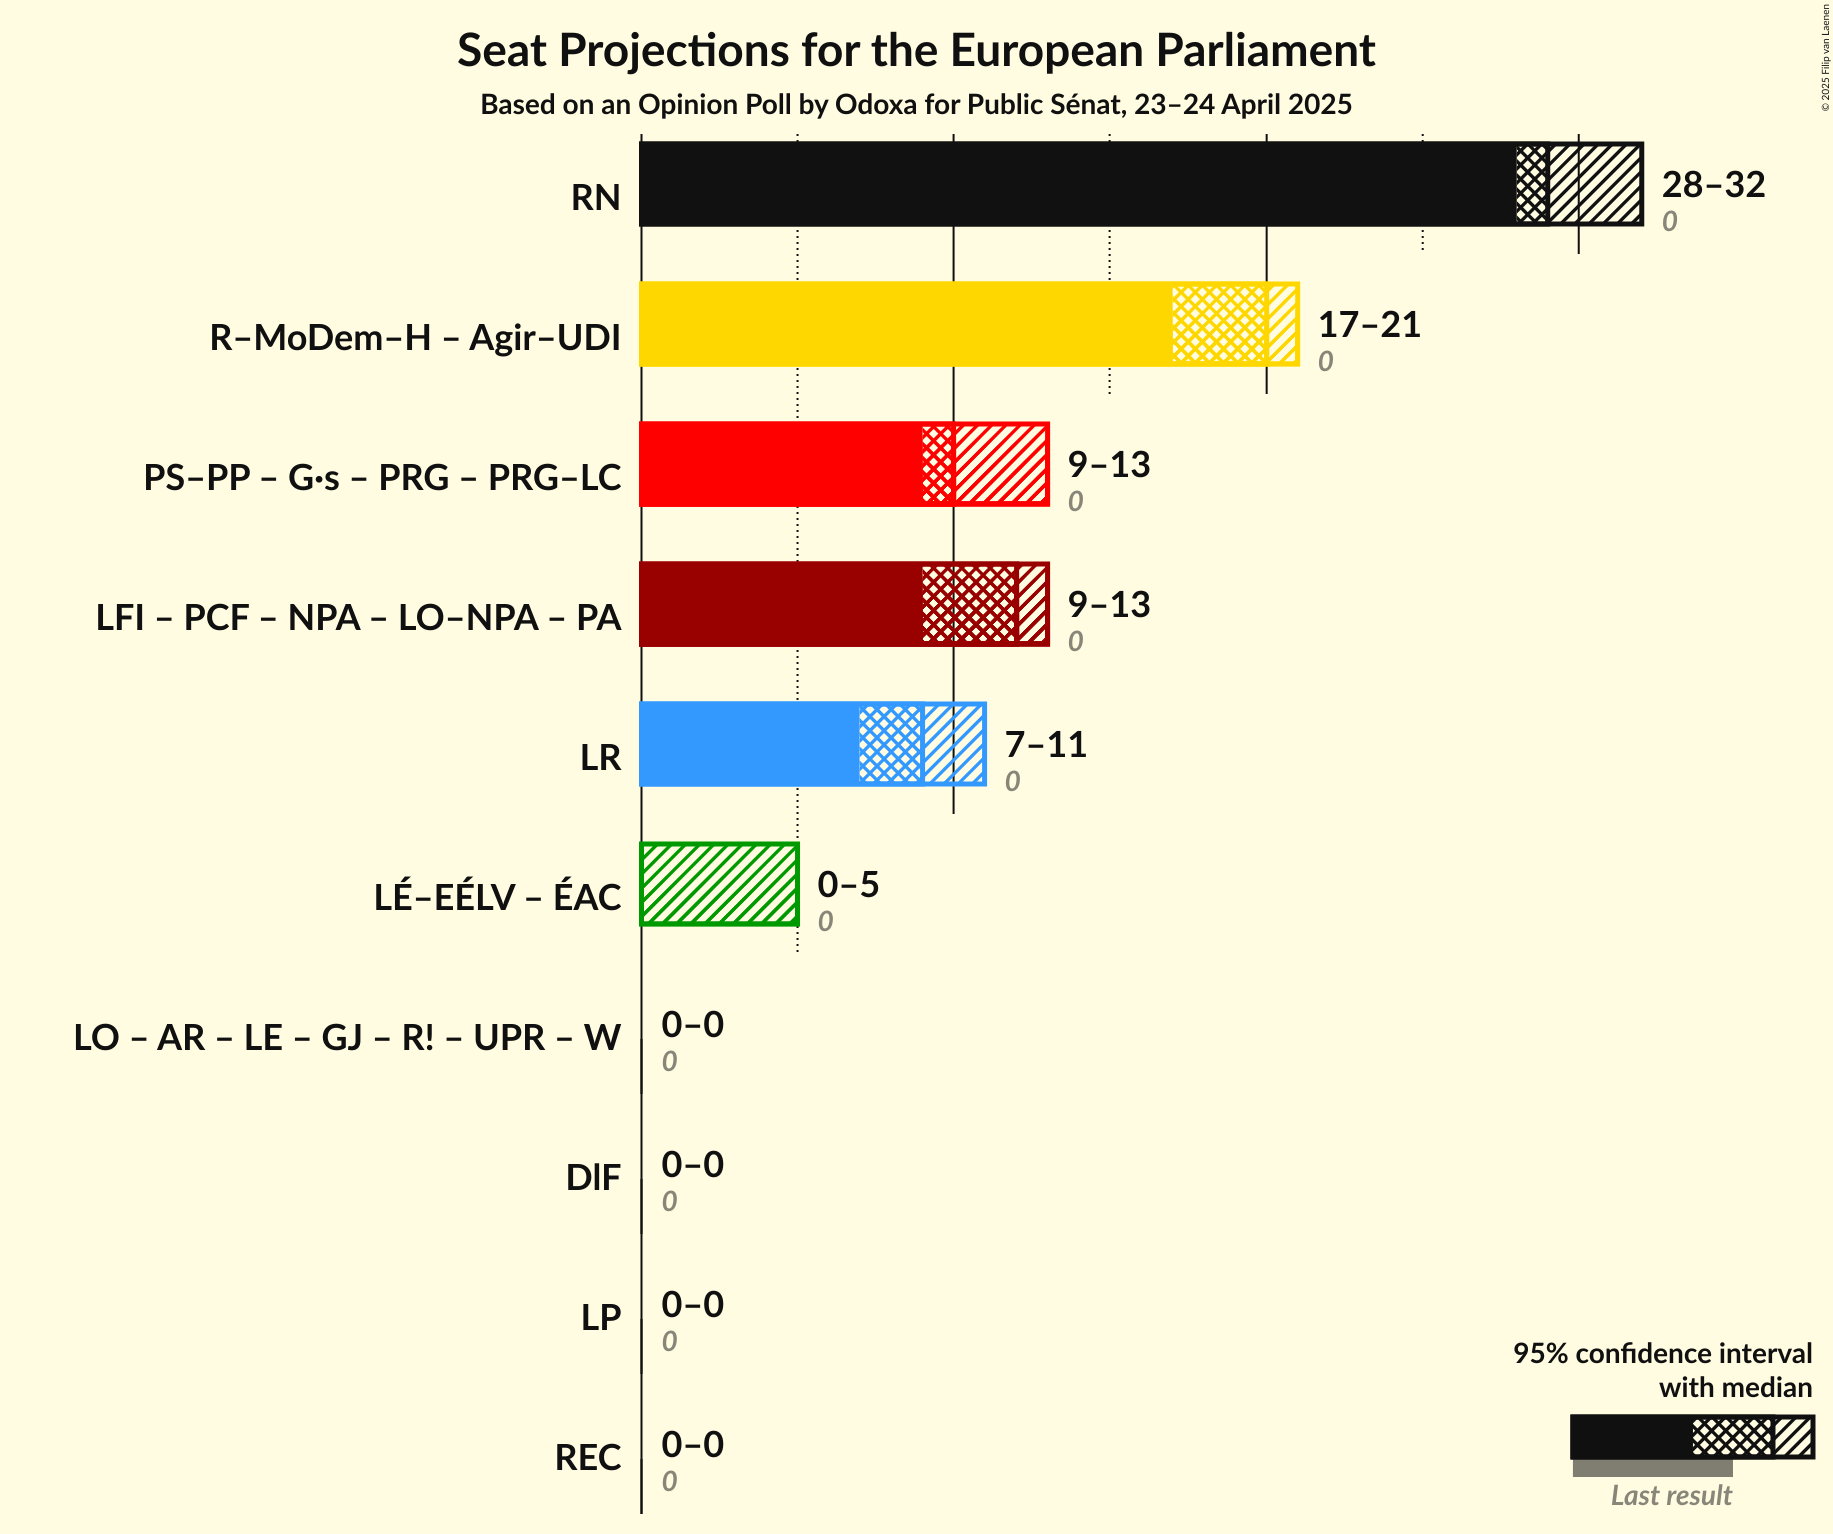 Seat Projections for the European Parliament
Based on an Opinion Poll by Odoxa for Public Sénat, 23–24 April 2025
© 2025 Filip van Laenen
RN
28–32
0
R–MoDem–H – Agir–UDI
17–21
0
PS–PP – G·s – PRG – PRG–LC
9–13
0
LFI – PCF – NPA – LO–NPA – PA
9–13
0
LR
7–11
0
LÉ–EÉLV – ÉAC
0–5
0
LO – AR – LE – GJ – R! – UPR – W
0–0
0
DlF
0–0
0
LP
0–0
0
REC
0–0
0
95% confidence interval
with median
Last result